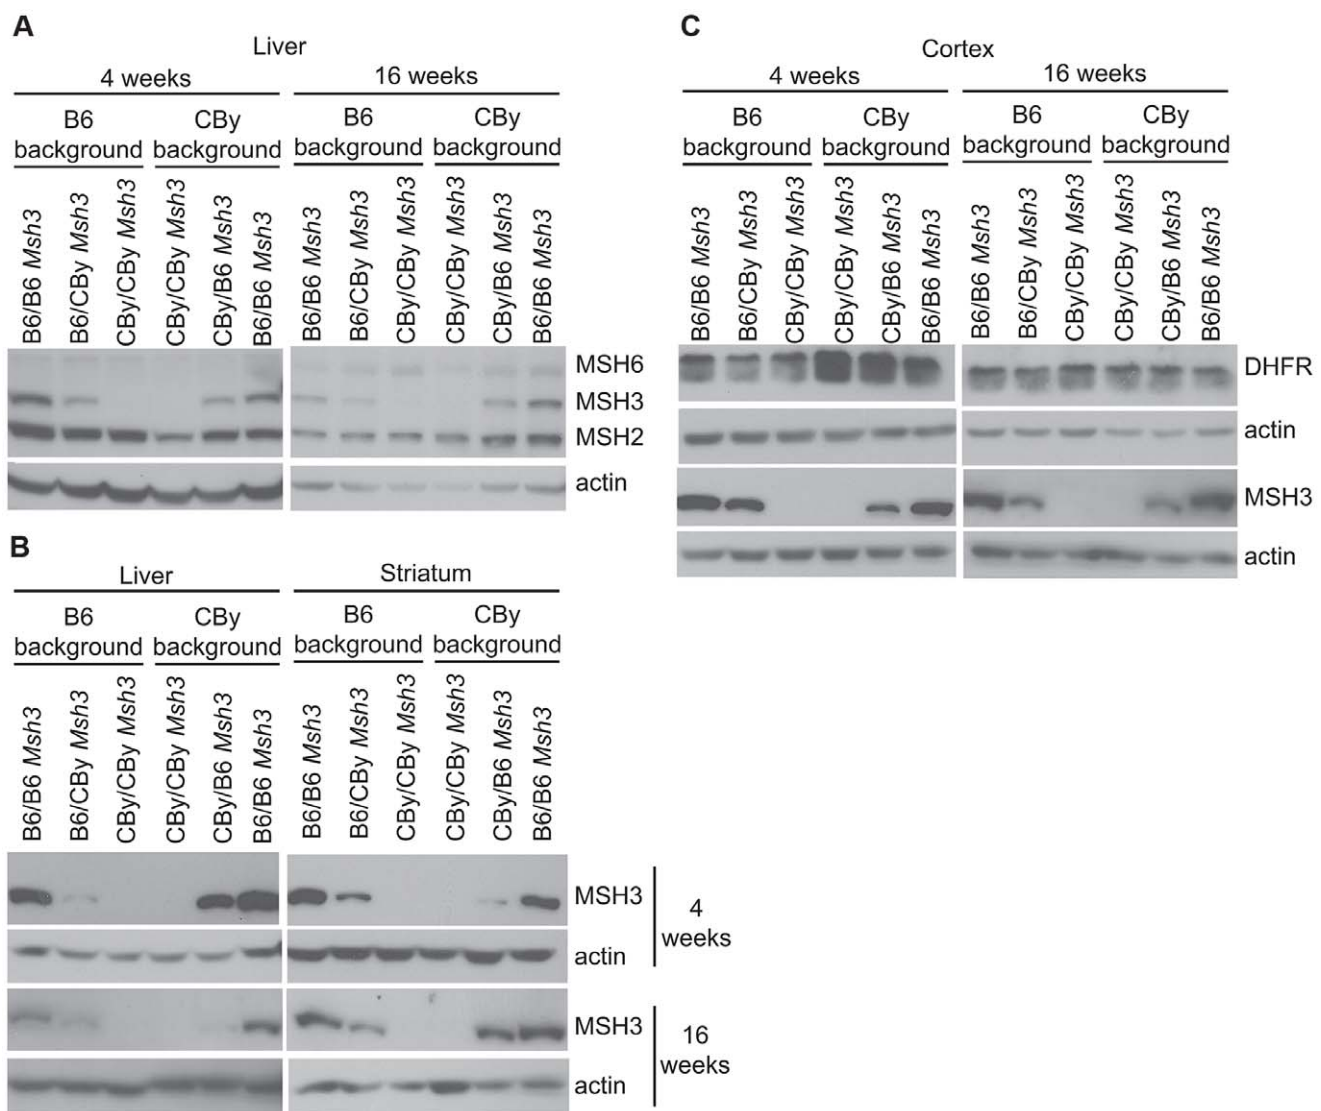 A
Liver
4 weeks
16 weeks
B6
background
CBy
background
B6
background
CBy
background
B6/B6 Msh3
B6/CBy Msh3
CBy/CBy Msh3
CBy/CBy Msh3
CBy/B6 Msh3
B6/B6 Msh3
B6/B6 Msh3
B6/CBy Msh3
CBy/CBy Msh3
CBy/CBy Msh3
CBy/B6 Msh3
B6/B6 Msh3
MSH6
MSH3
MSH2
actin
B
Liver
Striatum
B6
background
CBy
background
B6
background
CBy
background
B6/B6 Msh3
B6/CBy Msh3
CBy/CBy Msh3
CBy/CBy Msh3
CBy/B6 Msh3
B6/B6 Msh3
B6/B6 Msh3
B6/CBy Msh3
CBy/CBy Msh3
CBy/CBy Msh3
CBy/B6 Msh3
B6/B6 Msh3
MSH3
actin
4
weeks
MSH3
actin
16
weeks
C
Cortex
4 weeks
16 weeks
B6
background
CBy
background
B6
background
CBy
background
B6/B6 Msh3
B6/CBy Msh3
CBy/CBy Msh3
CBy/CBy Msh3
CBy/B6 Msh3
B6/B6 Msh3
B6/B6 Msh3
B6/CBy Msh3
CBy/CBy Msh3
CBy/CBy Msh3
CBy/B6 Msh3
B6/B6 Msh3
DHFR
actin
MSH3
actin